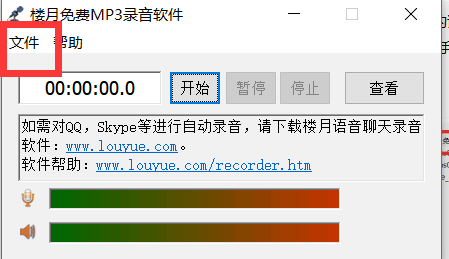 楼月免费MP3录音软件
文件 帮助
00:00:00.0 开始 暂停 停止 查看
如需对QQ，Skype等进行自动录音，请下载楼月语音聊天录音
软件：www.louyue.com。
软件帮助：www.louyue.com/recorder.htm